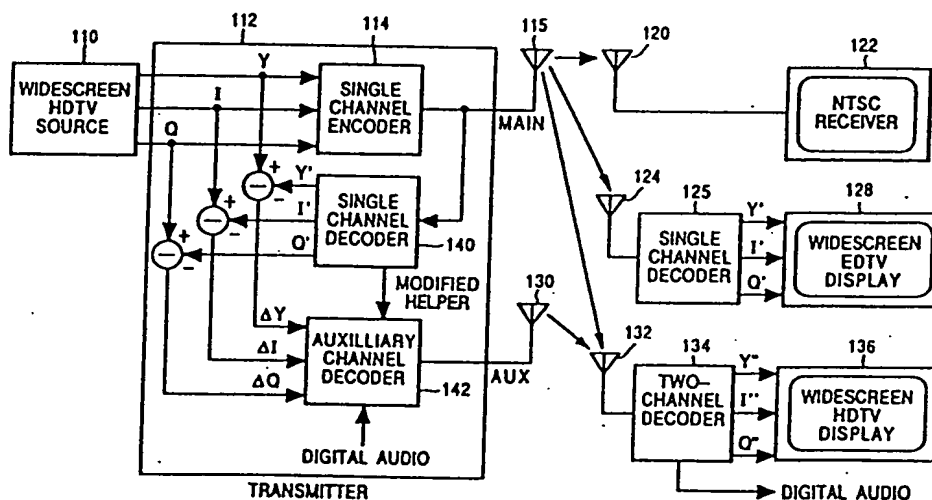 110
WIDESCREEN
HDTV
SOURCE
112
Y
I
Q
114
SINGLE
CHANNEL
ENCODER
MAIN
115
120
122
NTSC
RECEIVER
+
−
Y'
+
−
I'
+
−
Q'
SINGLE
CHANNEL
DECODER
140
MODIFIED
HELPER
124
125
SINGLE
CHANNEL
DECODER
Y'
I'
Q'
128
WIDESCREEN
EDTV
DISPLAY
ΔY
ΔI
ΔQ
AUXILLIARY
CHANNEL
DECODER
142
AUX
130
132
134
TWO-
CHANNEL
DECODER
Y"
I"
Q"
136
WIDESCREEN
HDTV
DISPLAY
DIGITAL AUDIO
TRANSMITTER
DIGITAL AUDIO